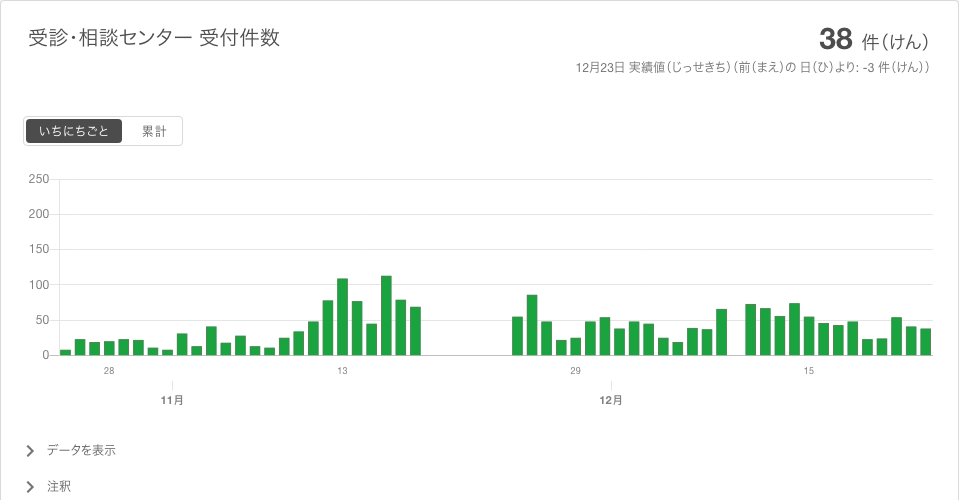 受診・相談センター 受付件数
38 件（けん）
12月23日 実績値（じっせきち）（前（まえ）の 日（ひ）より: -3 件（けん））
いちにちごと 累計
250
200
150
100
50
0
28 13 29 15
11月 12月
データを表示
注釈